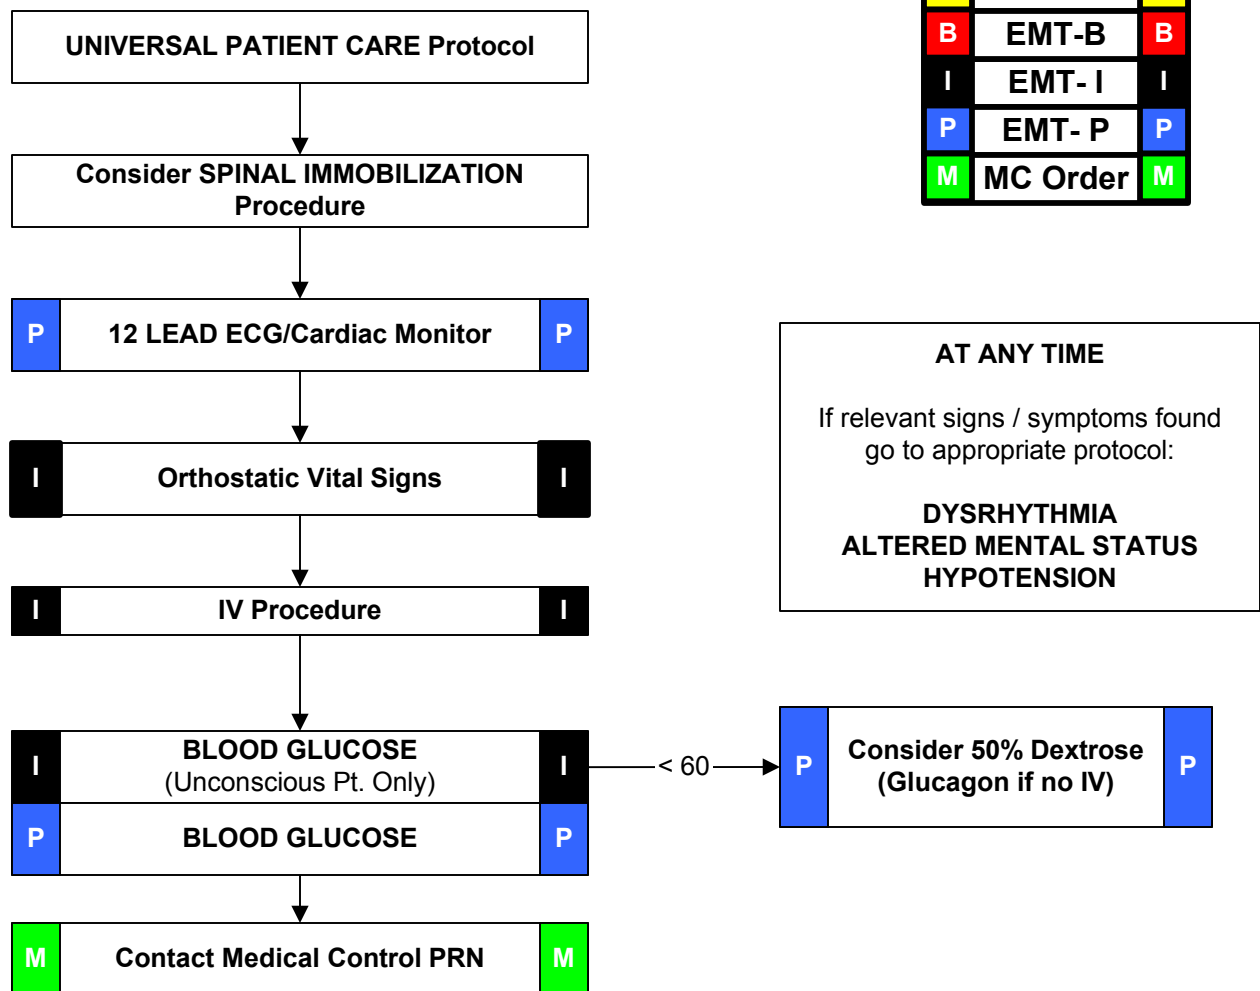 UNIVERSAL PATIENT CARE Protocol
B EMT-B B
I EMT- I I
P EMT- P P
M MC Order M
Consider SPINAL IMMOBILIZATION
Procedure
P 12 LEAD ECG/Cardiac Monitor P
AT ANY TIME
If relevant signs / symptoms found
go to appropriate protocol:
DYSRHYTHMIA
ALTERED MENTAL STATUS
HYPOTENSION
I Orthostatic Vital Signs I
I IV Procedure I
I BLOOD GLUCOSE I
(Unconscious Pt. Only)
< 60
P Consider 50% Dextrose P
(Glucagon if no IV)
P BLOOD GLUCOSE P
M Contact Medical Control PRN M